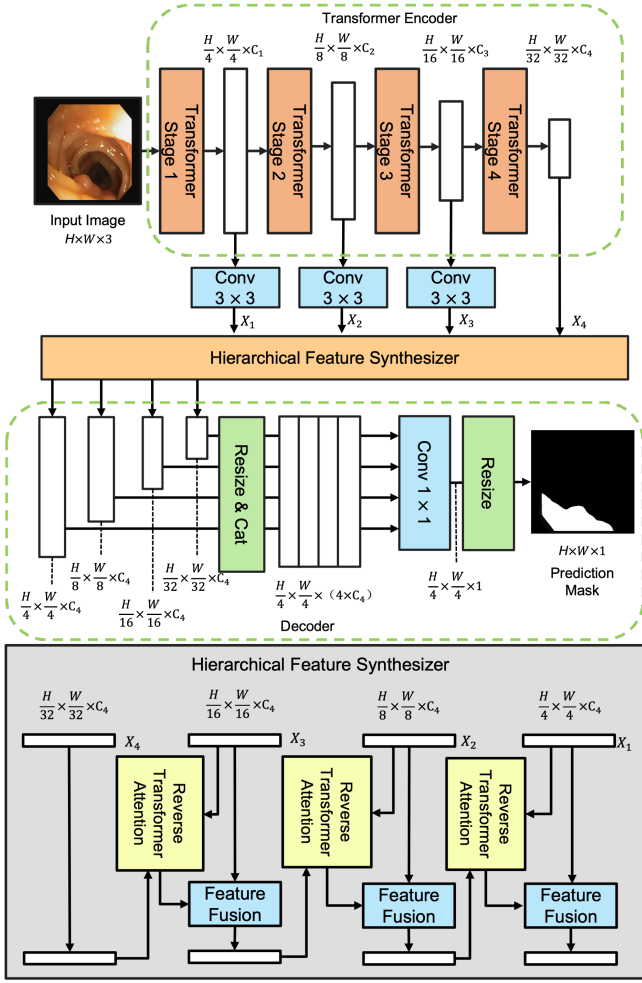 Transformer Encoder
H/4 × W/4 ×C₁
H/8 × W/8 ×C₂
H/16 × W/16 ×C₃
H/32 × W/32 ×C₄
Transformer
Stage 1
Transformer
Stage 2
Transformer
Stage 3
Transformer
Stage 4
Input Image
H×W×3
Conv
3 × 3
Conv
3 × 3
Conv
3 × 3
X₁
X₂
X₃
X₄
Hierarchical Feature Synthesizer
Resize & Cat
Conv 1 × 1
Resize
H/4 × W/4 ×C₄
H/8 × W/8 ×C₄
H/16 × W/16 ×C₄
H/32 × W/32 ×C₄
H/4 × W/4 ×（4×C₄）
H/4 × W/4 ×1
H×W×1
Prediction
Mask
Decoder
Hierarchical Feature Synthesizer
H/32 × W/32 ×C₄
H/16 × W/16 ×C₄
H/8 × W/8 ×C₄
H/4 × W/4 ×C₄
X₄
X₃
X₂
X₁
Reverse
Transformer
Attention
Reverse
Transformer
Attention
Reverse
Transformer
Attention
Feature
Fusion
Feature
Fusion
Feature
Fusion